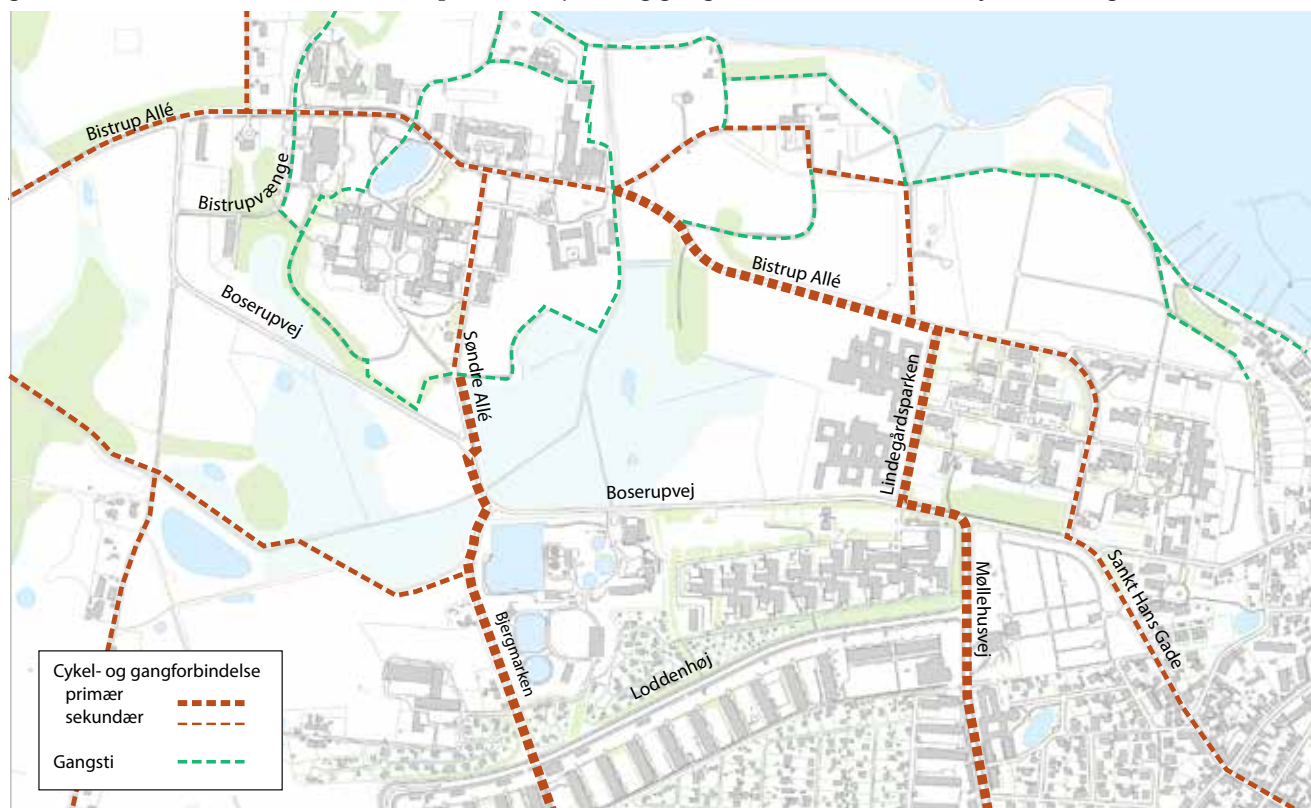 Bistrup Allé
Bistrupvænge
Boserupvej
Søndre Allé
Bistrup Allé
Lindegårdsparken
Boserupvej
Møllehusvej
Sankt Hans Gade
Bjergmarken
Loddenhøj
Cykel- og gangforbindelse
primær
sekundær
Gangsti